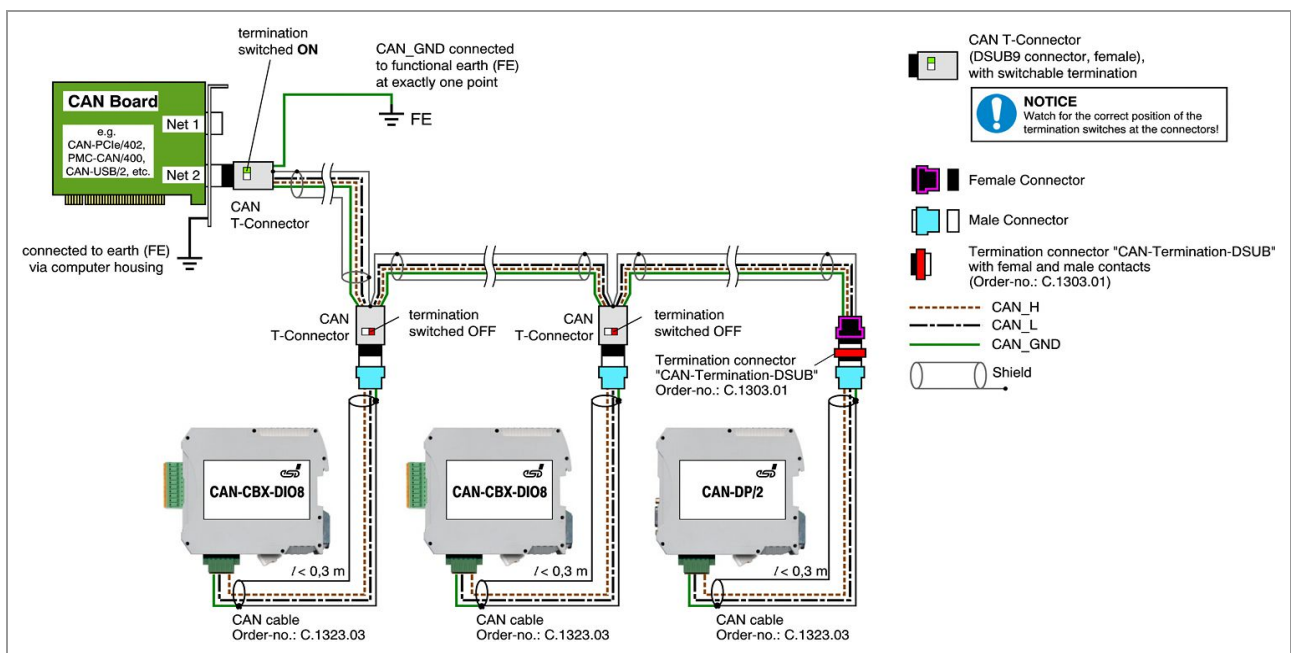 termination
switched ON
CAN_GND connected
to functional earth (FE)
at exactly one point
FE
CAN Board
e.g.
CAN-PCIe/402,
PMC-CAN/400,
CAN-USB/2, etc.
Net 1
Net 2
CAN
T-Connector
connected to earth (FE)
via computer housing
CAN
T-Connector
termination
switched OFF
CAN
T-Connector
termination
switched OFF
Termination connector
"CAN-Termination-DSUB"
Order-no.: C.1303.01
esd
CAN-CBX-DIO8
esd
CAN-CBX-DIO8
esd
CAN-DP/2
l < 0,3 m
l < 0,3 m
l < 0,3 m
CAN cable
Order-no.: C.1323.03
CAN cable
Order-no.: C.1323.03
CAN cable
Order-no.: C.1323.03
CAN T-Connector
(DSUB9 connector, female),
with switchable termination
NOTICE
Watch for the correct position of the
termination switches at the connectors!
Female Connector
Male Connector
Termination connector "CAN-Termination-DSUB"
with femal and male contacts
(Order-no.: C.1303.01)
CAN_H
CAN_L
CAN_GND
Shield